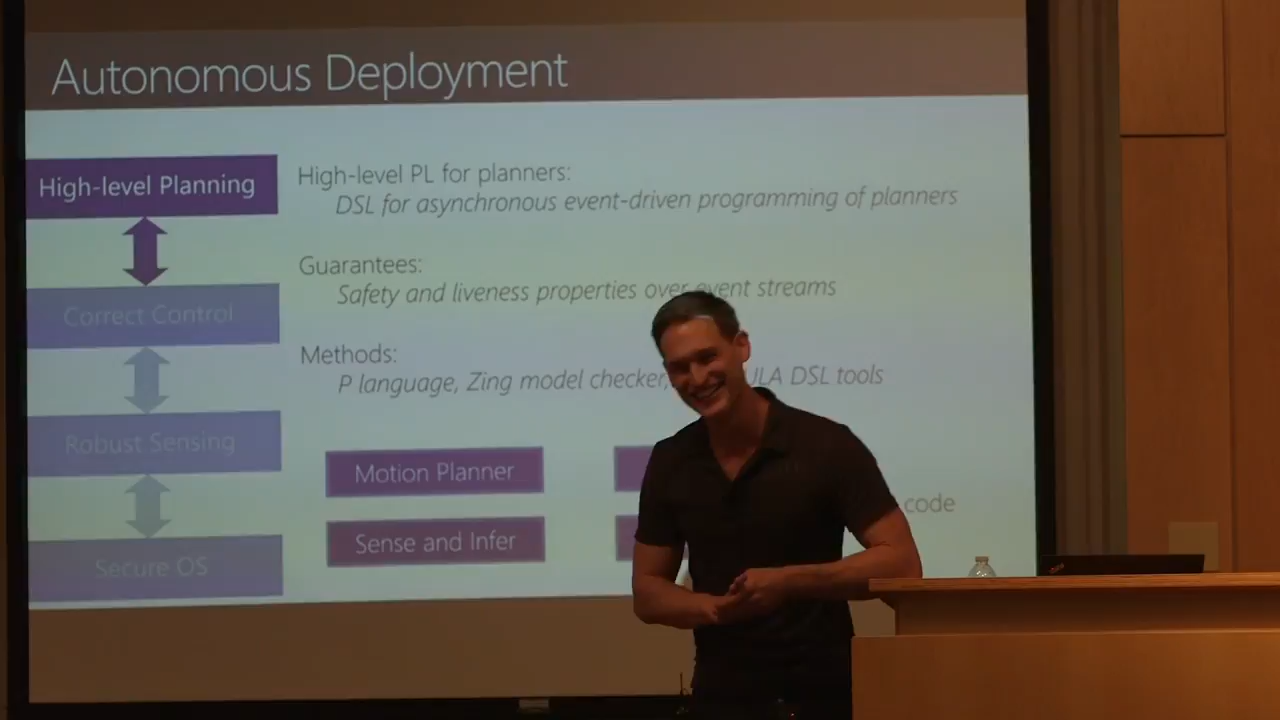 Autonomous Deployment
High-level Planning
Correct Control
Robust Sensing
Secure OS
High-level PL for planners:
DSL for asynchronous event-driven programming of planners
Guarantees:
Safety and liveness properties over event streams
Methods:
P language, Zing model checker, DSL tools
Motion Planner
Sense and Infer
code